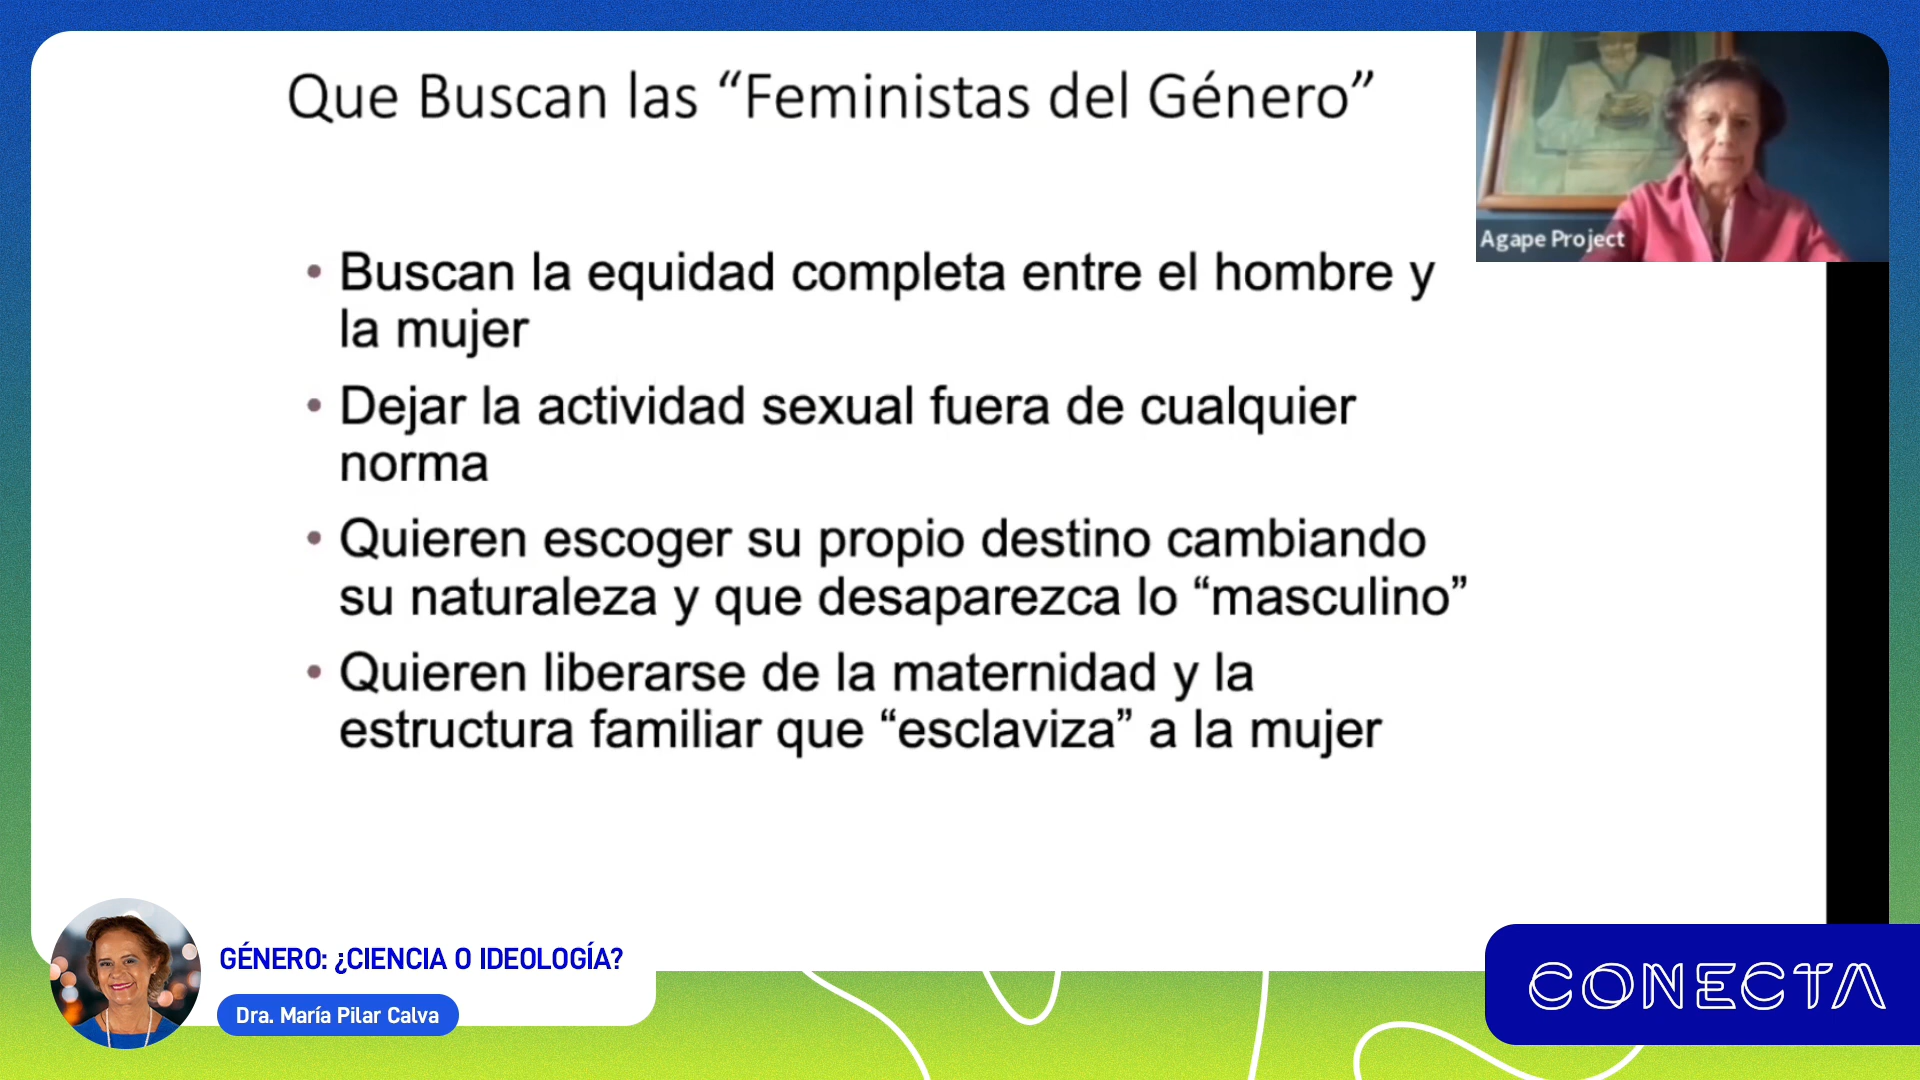 Que Buscan las “Feministas del Género”
Agape Project
• Buscan la equidad completa entre el hombre y
la mujer
• Dejar la actividad sexual fuera de cualquier
norma
• Quieren escoger su propio destino cambiando
su naturaleza y que desaparezca lo “masculino”
• Quieren liberarse de la maternidad y la
estructura familiar que “esclaviza” a la mujer
GÉNERO: ¿CIENCIA O IDEOLOGÍA?
Dra. María Pilar Calva
CONECTA